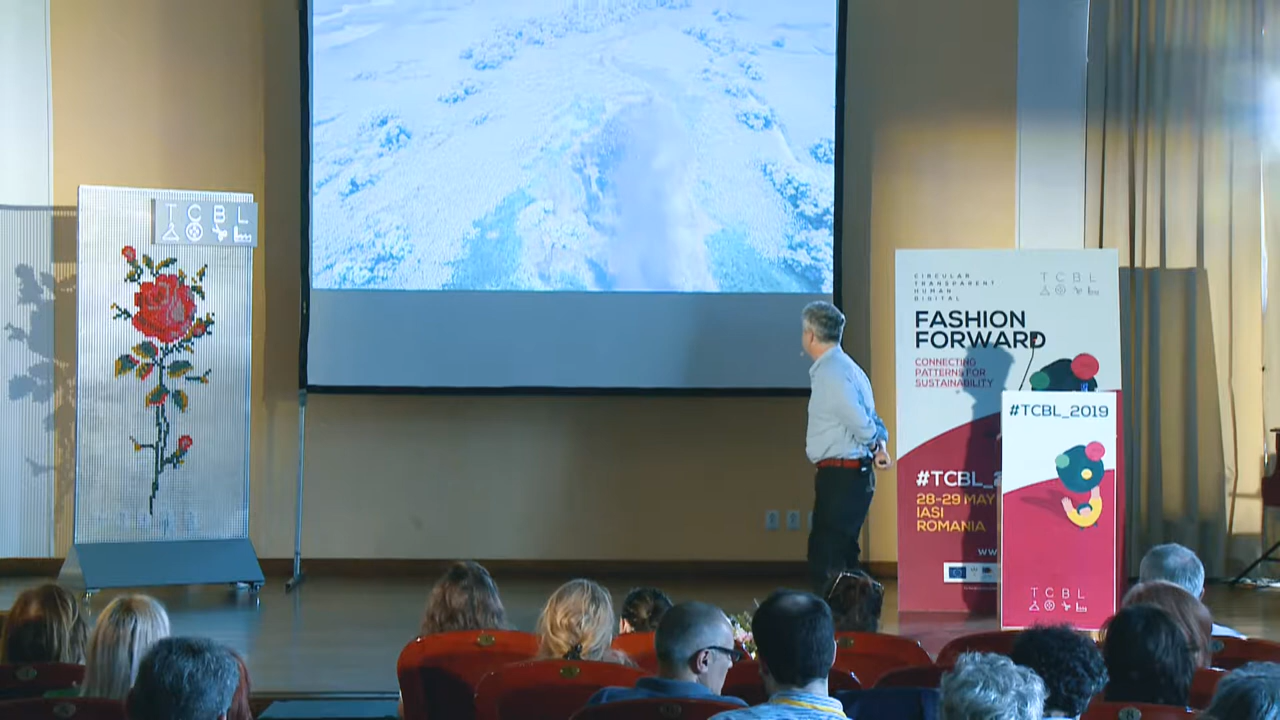 TCBL
CIRCULAR
TRANSPARENT
HUMAN
DIGITAL
TCBL
FASHION
FORWARD
CONNECTING
PATTERNS FOR
SUSTAINABILITY
#TCBL_2
28-29 MAY
IASI
ROMANIA
#TCBL_2019
TCBL